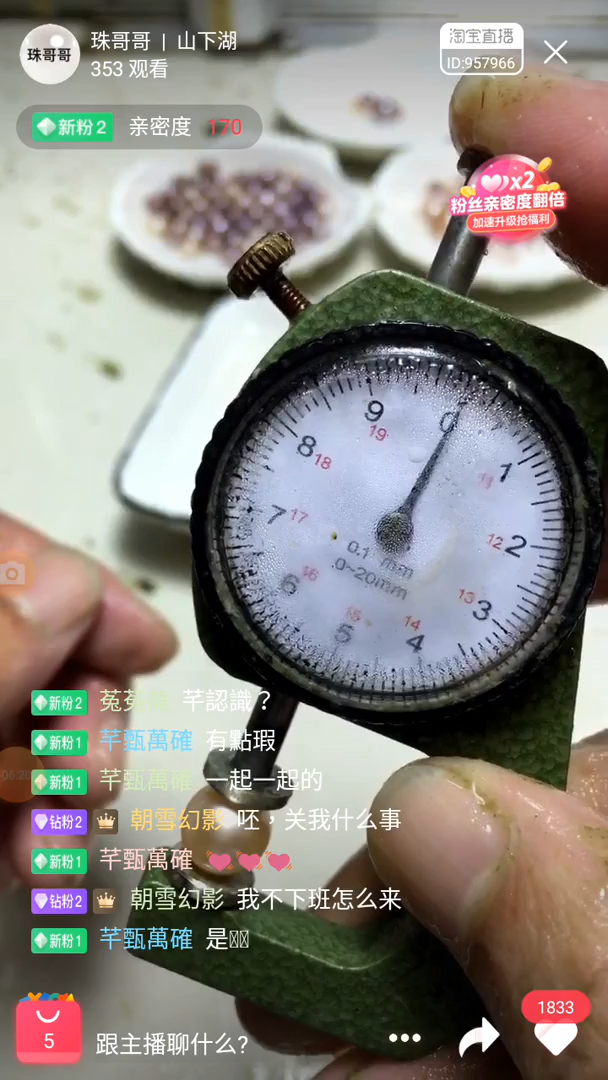 珠哥哥
珠哥哥 | 山下湖
353 观看
淘宝直播
ID:957966
新粉2 亲密度 170
x2
粉丝亲密度翻倍
加速升级抢福利
0
1
2
3
4
5
6
7
8
9
11
12
13
14
15
16
17
18
19
0.1 mm
0~20mm
新粉2 芊認識？
新粉1 芊甄萬確 有點瑕
06:20
新粉1 芊甄萬確 一起一起的
钻粉2 朝雪幻影 呸，关我什么事
新粉1 芊甄萬確
钻粉2 朝雪幻影 我不下班怎么来
新粉1 芊甄萬確 是
5
跟主播聊什么?
1833